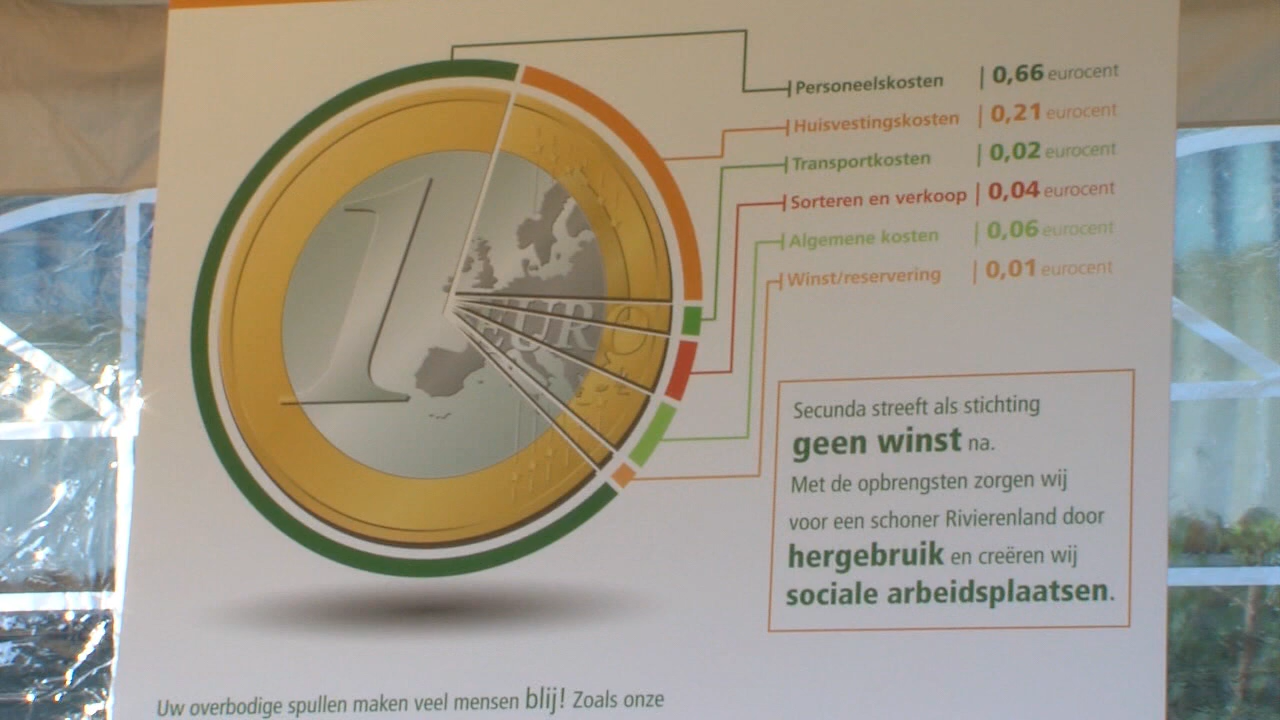 Personeelskosten | 0,66 eurocent
Huisvestingskosten | 0,21 eurocent
Transportkosten | 0,02 eurocent
Sorteren en verkoop | 0,04 eurocent
Algemene kosten | 0,06 eurocent
Winst/reservering | 0,01 eurocent
1
EURO
Secunda streeft als stichting
geen winst na.
Met de opbrengsten zorgen wij
voor een schoner Rivierenland door
hergebruik en creëren wij
sociale arbeidsplaatsen.
Uw overbodige spullen maken veel mensen blij! Zoals onze